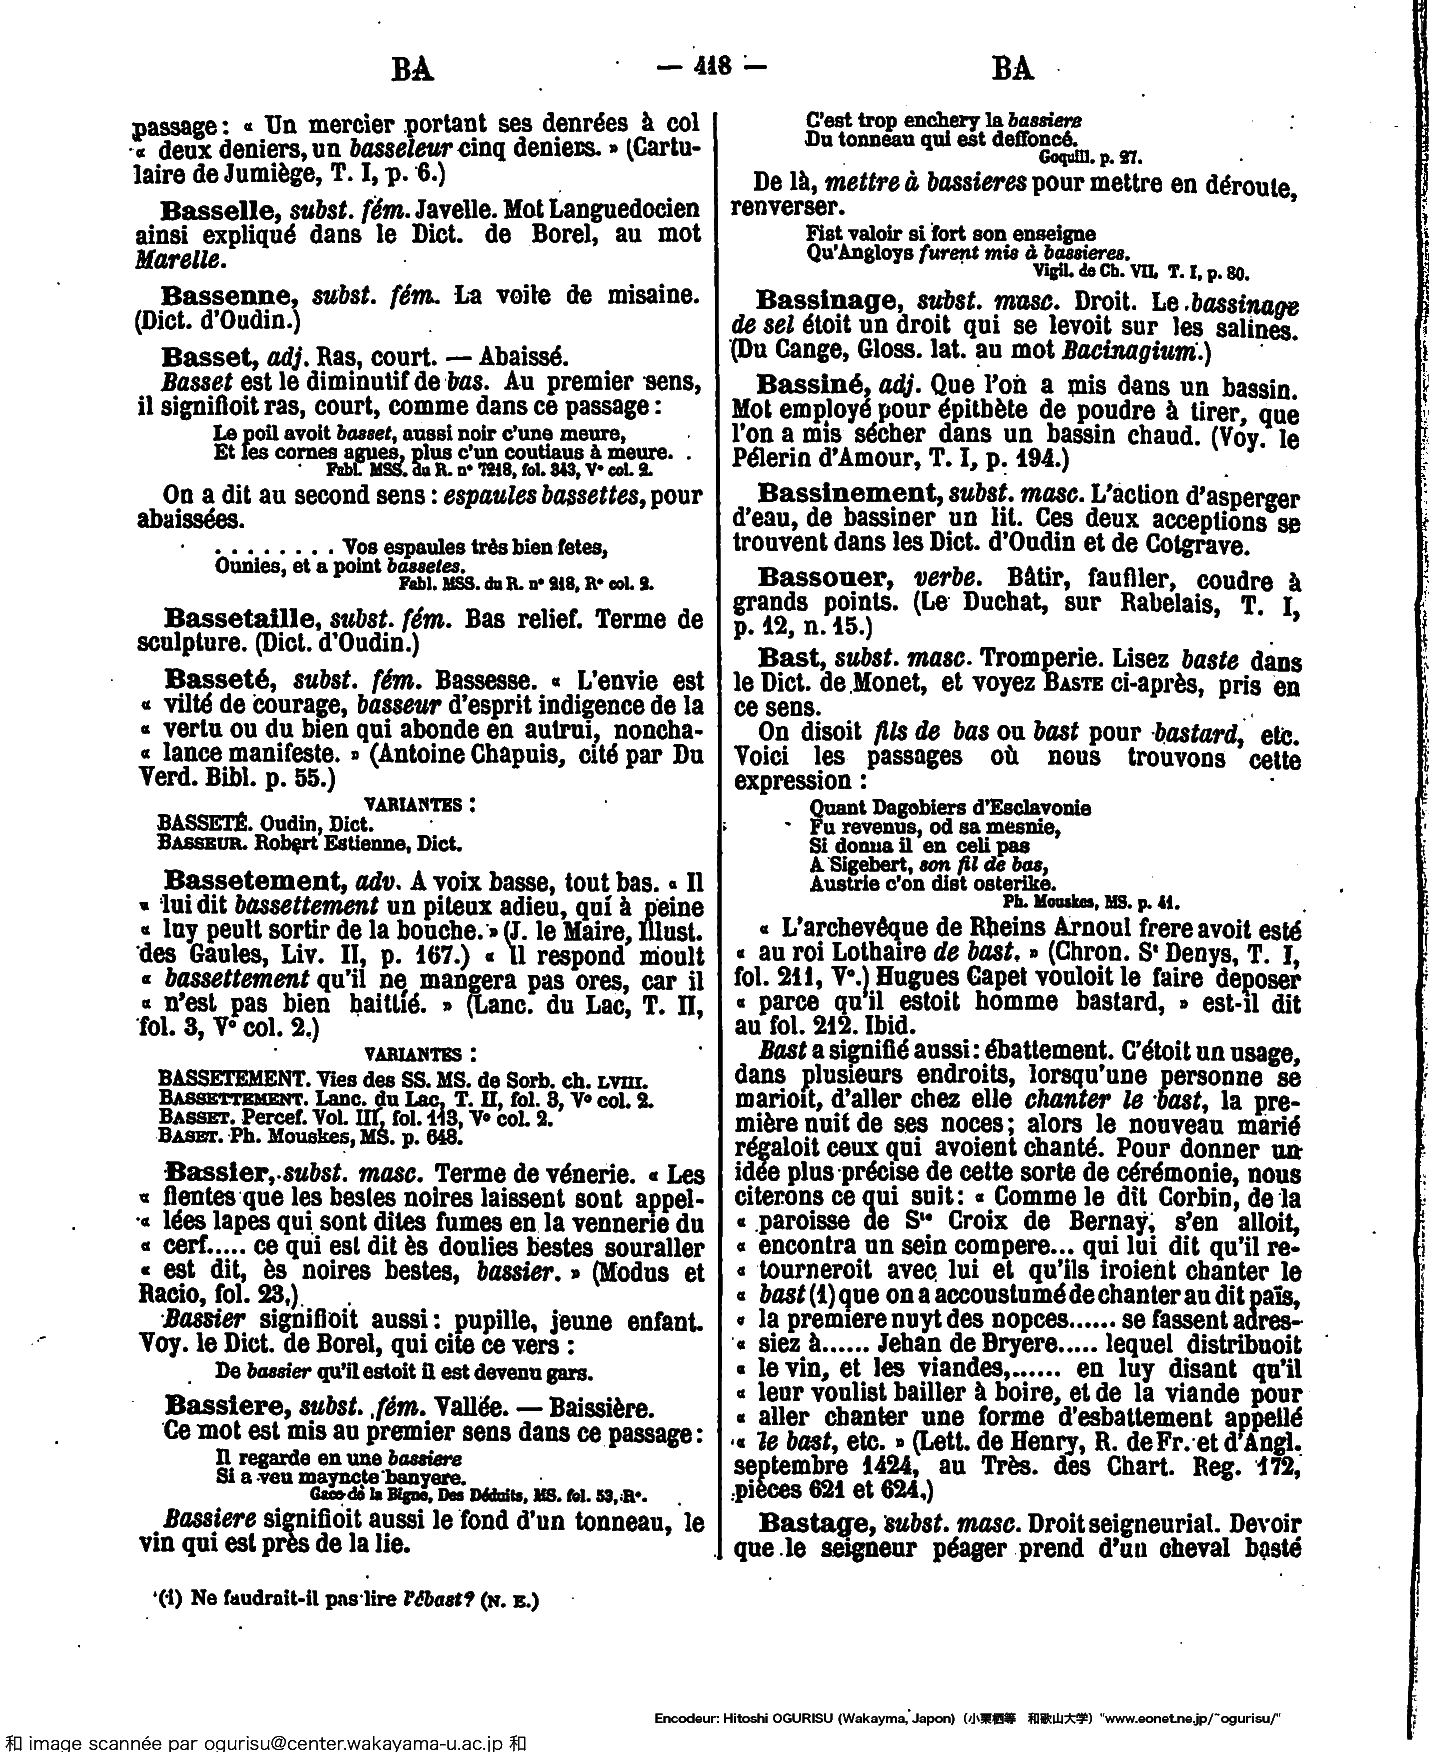 BA
— 418 —
BA
passage : « Un mercier portant ses denrées à col
« deux deniers, un basseleur cinq deniers. » (Cartu-
laire de Jumiège, T. I, p. 6.)
Basselle, subst. fém. Javelle. Mot Languedocien
ainsi expliqué dans le Dict. de Borel, au mot
Marelle.
Bassenne, subst. fém. La voile de misaine.
(Dict. d'Oudin.)
Basset, adj. Ras, court. — Abaissé.
Basset est le diminutif de bas. Au premier sens,
il signifioit ras, court, comme dans ce passage :
Le poil avoit basset, aussi noir c'une meure,
Et les cornes agues, plus c'un coutiaus à meure.
Fabl. MSS. du R. n° 7218, fol. 343, V° col. 2.
On a dit au second sens : espaules bassettes, pour
abaissées.
. . . . . . . . Vos espaules très bien fetes,
Ounies, et a point bassetes.
Fabl. MSS. du R. n° 218, R° col. 2.
Bassetaille, subst. fém. Bas relief. Terme de
sculpture. (Dict. d'Oudin.)
Basseté, subst. fém. Bassesse. « L'envie est
« vilté de courage, basseur d'esprit indigence de la
« vertu ou du bien qui abonde en autrui, noncha-
« lance manifeste. » (Antoine Chapuis, cité par Du
Verd. Bibl. p. 55.)
VARIANTES :
BASSETÉ. Oudin, Dict.
BASSEUR. Robert Estienne, Dict.
Bassetement, adv. A voix basse, tout bas. « Il
« lui dit bassettement un piteux adieu, qui à peine
« luy peult sortir de la bouche. » (J. le Maire, Illust.
des Gaules, Liv. II, p. 167.) « Il respond moult
« bassettement qu'il ne mangera pas ores, car il
« n'est pas bien haitlié. » (Lanc. du Lac, T. II,
fol. 3, V° col. 2.)
VARIANTES :
BASSETEMENT. Vies des SS. MS. de Sorb. ch. LVIII.
BASSETTEMENT. Lanc. du Lac, T. II, fol. 3, V° col. 2.
BASSET. Percef. Vol. III, fol. 113, V° col. 2.
BASET. Ph. Mouskes, MS. p. 648.
Bassier, subst. masc. Terme de vénerie. « Les
« fientes que les bestes noires laissent sont appel-
« lées lapes qui sont dites fumes en la vennerie du
« cerf..... ce qui est dit ès doulies bestes souraller
« est dit, ès noires bestes, bassier. » (Modus et
Racio, fol. 23.)
Bassier signifioit aussi : pupille, jeune enfant.
Voy. le Dict. de Borel, qui cite ce vers :
De bassier qu'il estoit il est devenu gars.
Bassiere, subst. fém. Vallée. — Baissière.
Ce mot est mis au premier sens dans ce passage :
Il regarde en une bassiere
Si a veu mayncte banyere.
Gace de la Bigne, Des Déduits, MS. fol. 53, R°.
Bassiere signifioit aussi le fond d'un tonneau, le
vin qui est près de la lie.
C'est trop enchery la bassiere
Du tonneau qui est deffoncé.
Coquill. p. 27.
De là, mettre à bassieres pour mettre en déroute,
renverser.
Fist valoir si fort son enseigne
Qu'Angloys furent mis à bassieres.
Vigil. de Ch. VII, T. I, p. 80.
Bassinage, subst. masc. Droit. Le bassinage
de sel étoit un droit qui se levoit sur les salines.
(Du Cange, Gloss. lat. au mot Bacinagium.)
Bassiné, adj. Que l'on a mis dans un bassin.
Mot employé pour épithète de poudre à tirer, que
l'on a mis sécher dans un bassin chaud. (Voy. le
Pélerin d'Amour, T. I, p. 194.)
Bassinement, subst. masc. L'action d'asperger
d'eau, de bassiner un lit. Ces deux acceptions se
trouvent dans les Dict. d'Oudin et de Cotgrave.
Bassouer, verbe. Bâtir, faufiler, coudre à
grands points. (Le Duchat, sur Rabelais, T. I,
p. 12, n. 15.)
Bast, subst. masc. Tromperie. Lisez baste dans
le Dict. de Monet, et voyez BASTE ci-après, pris en
ce sens.
On disoit fils de bas ou bast pour bastard, etc.
Voici les passages où nous trouvons cette
expression :
Quant Dagobiers d'Esclavonie
Fu revenus, od sa mesnie,
Si donna il en celi pas
A Sigebert, son fil de bas,
Austrie c'on dist osterike.
Ph. Mouskes, MS. p. 41.
« L'archevêque de Rheins Arnoul frere avoit esté
« au roi Lothaire de bast. » (Chron. St Denys, T. I,
fol. 211, V°.) Hugues Capet vouloit le faire deposer
« parce qu'il estoit homme bastard, » est-il dit
au fol. 212. Ibid.
Bast a signifié aussi : ébattement. C'étoit un usage,
dans plusieurs endroits, lorsqu'une personne se
marioit, d'aller chez elle chanter le bast, la pre-
mière nuit de ses noces ; alors le nouveau marié
régaloit ceux qui avoient chanté. Pour donner un
idée plus précise de cette sorte de cérémonie, nous
citerons ce qui suit : « Comme le dit Corbin, de la
« paroisse de Ste Croix de Bernay, s'en alloit,
« encontra un sein compere... qui lui dit qu'il re-
« tourneroit avec lui et qu'ils iroient chanter le
« bast (1) que on a accoustumé de chanter au dit païs,
« la premiere nuyt des nopces...... se fassent adres-
« siez à...... Jehan de Bryere..... lequel distribuoit
« le vin, et les viandes,...... en luy disant qu'il
« leur voulist bailler à boire, et de la viande pour
« aller chanter une forme d'esbattement appellé
« le bast, etc. » (Lett. de Henry, R. de Fr. et d'Angl.
septembre 1424, au Très. des Chart. Reg. 172,
pièces 621 et 624.)
Bastage, subst. masc. Droit seigneurial. Devoir
que le seigneur péager prend d'un cheval basté
(1) Ne faudrait-il pas lire l'ébast? (N. E.)
Encodeur: Hitoshi OGURISU (Wakayma, Japon) (小栗栖等 和歌山大学) "www.eonet.ne.jp/~ogurisu/"
和 image scannée par ogurisu@center.wakayama-u.ac.jp 和